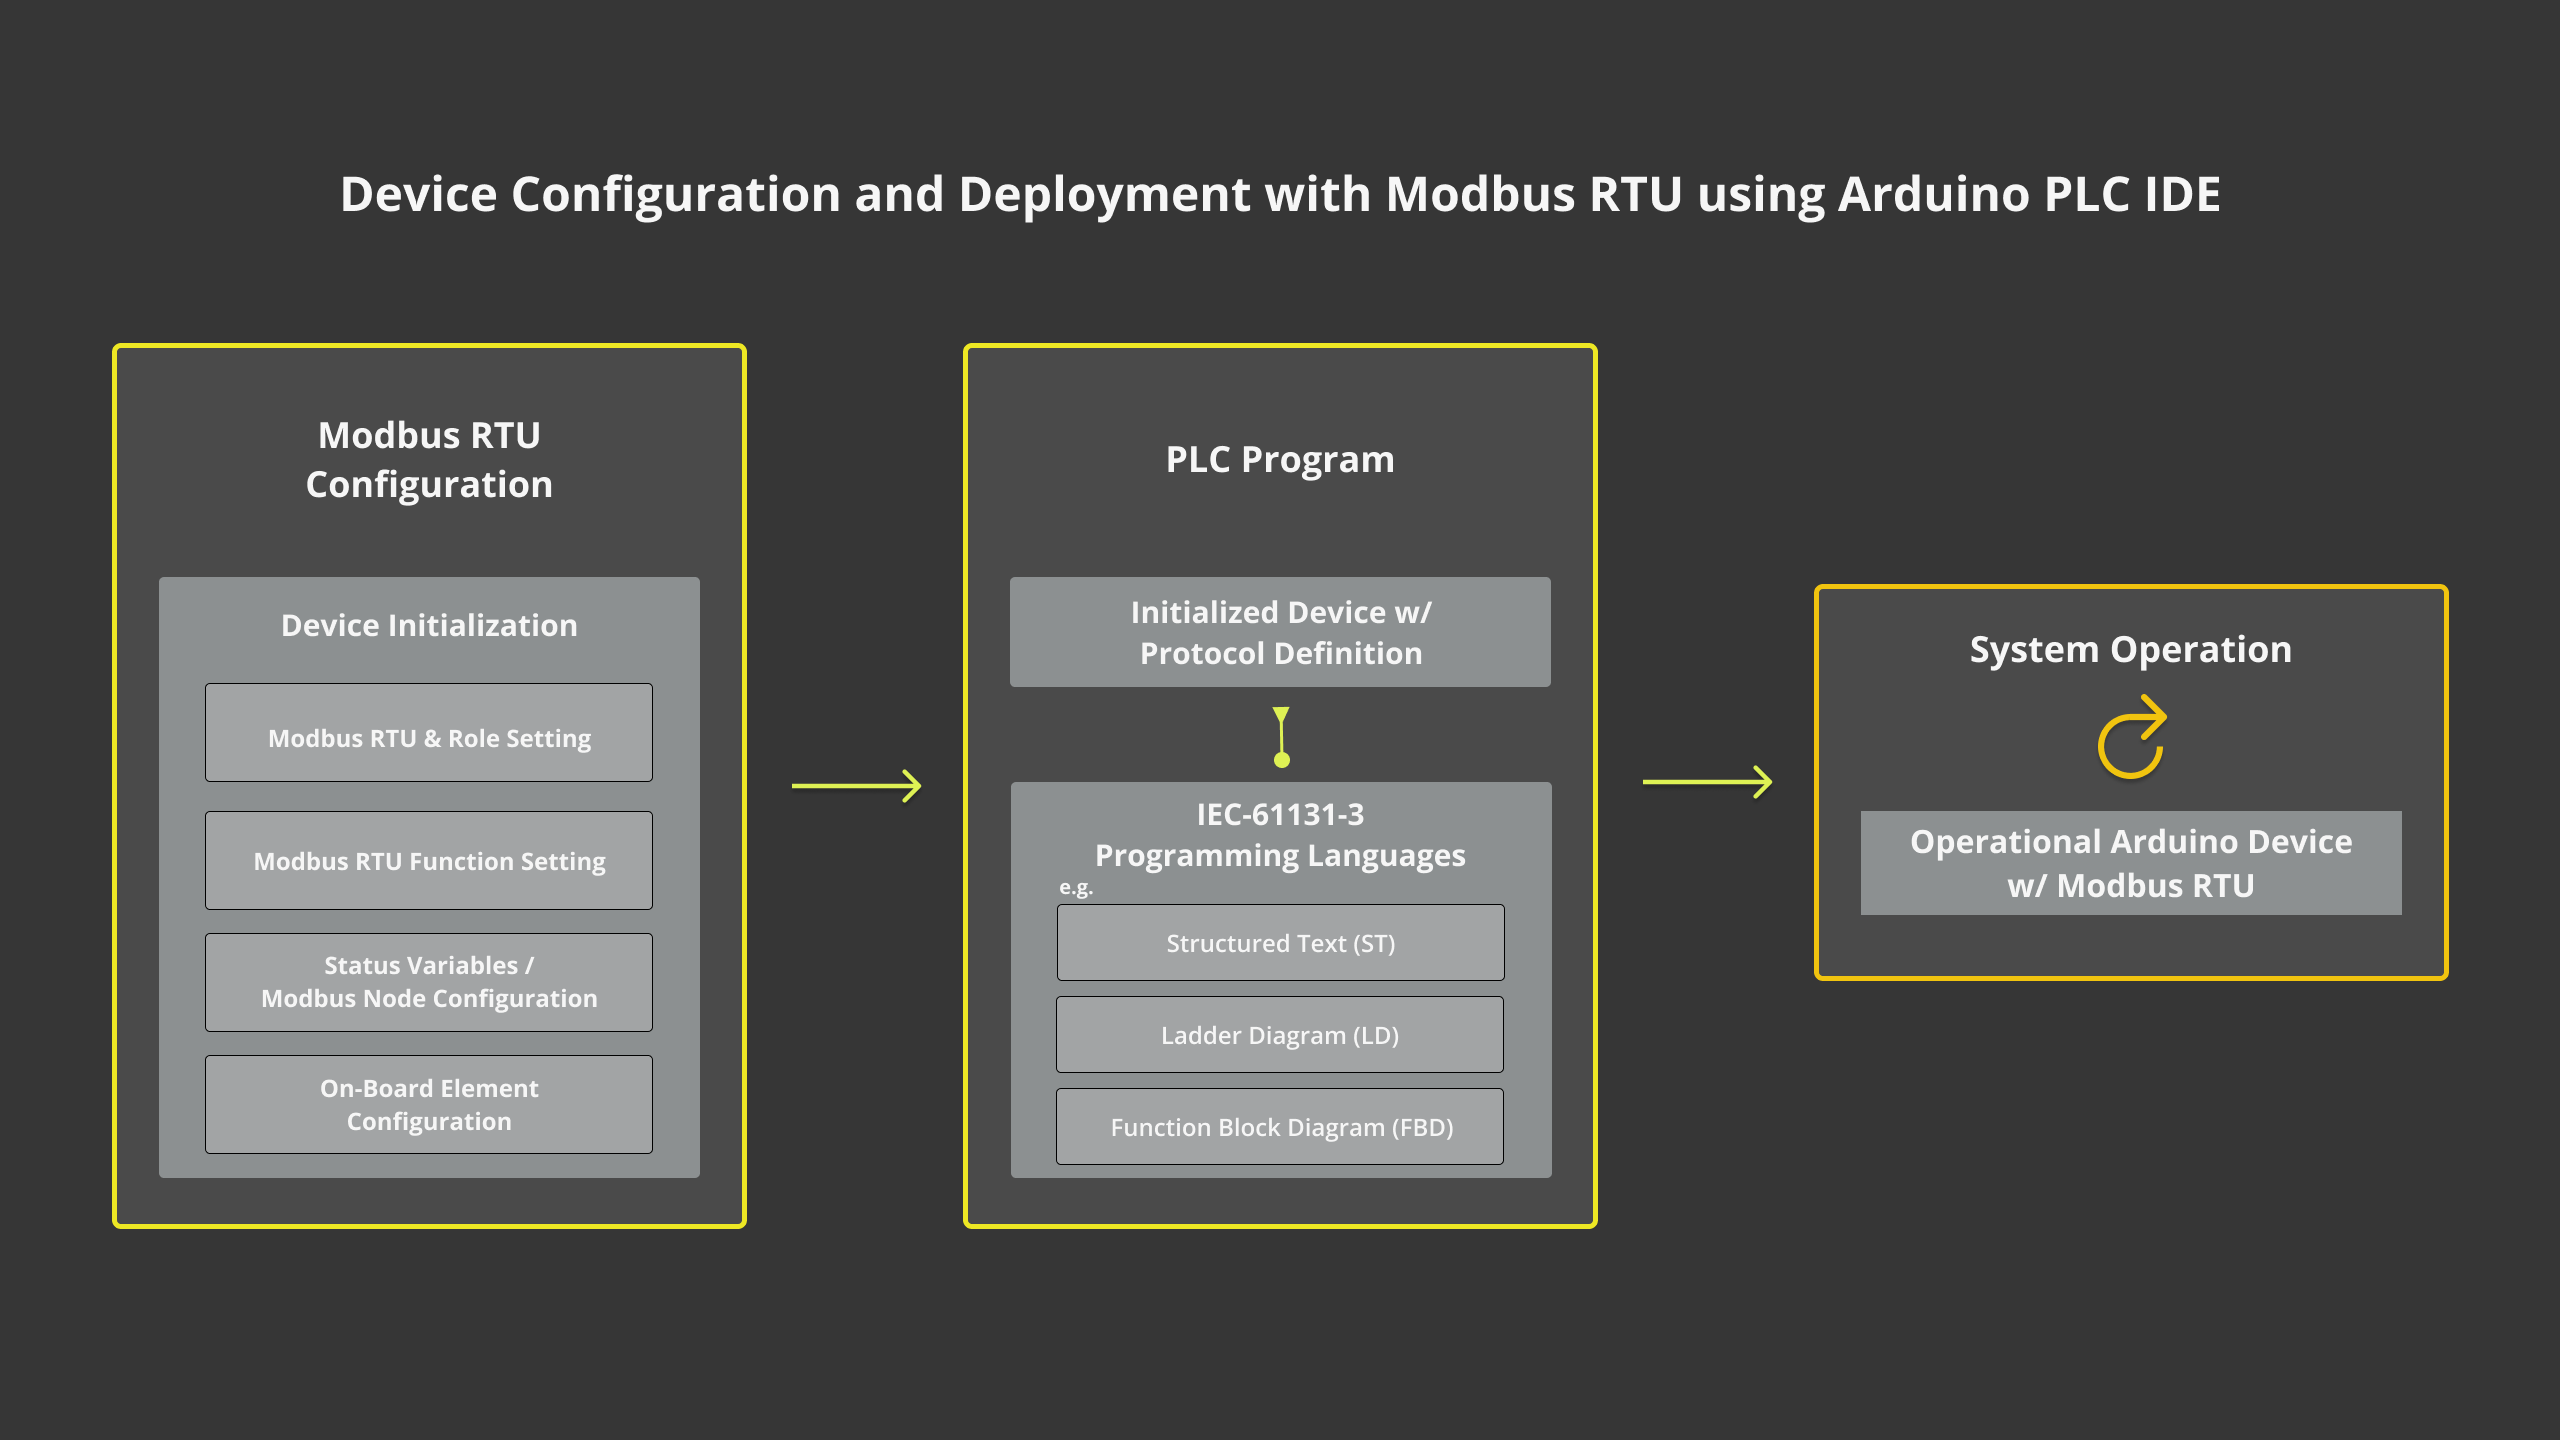 Device Configuration and Deployment with Modbus RTU using Arduino PLC IDE
Modbus RTU
Configuration
Device Initialization
Modbus RTU & Role Setting
Modbus RTU Function Setting
Status Variables /
Modbus Node Configuration
On-Board Element
Configuration
PLC Program
Initialized Device w/
Protocol Definition
IEC-61131-3
Programming Languages
e.g.
Structured Text (ST)
Ladder Diagram (LD)
Function Block Diagram (FBD)
System Operation
Operational Arduino Device
w/ Modbus RTU